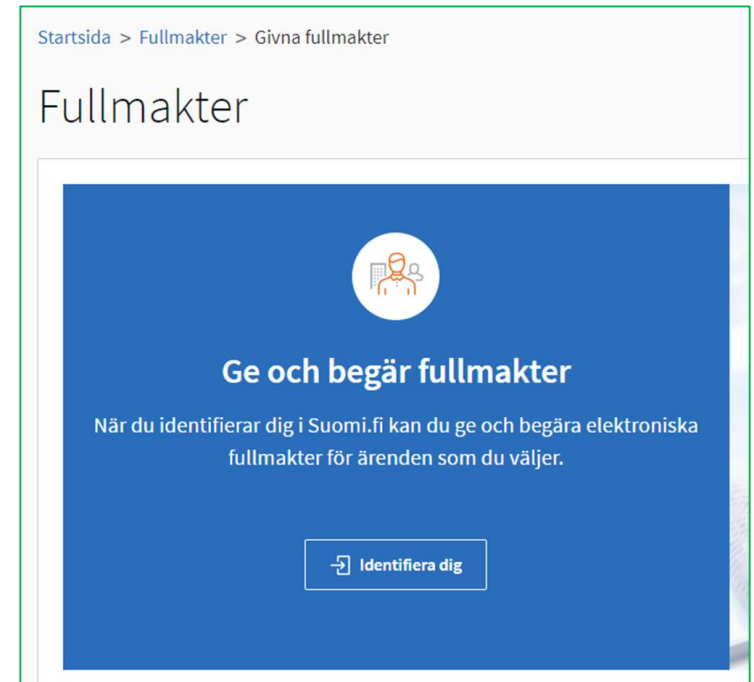 Startsida > Fullmakter > Givna fullmakter
Fullmakter
Ge och begär fullmakter
När du identifierar dig i Suomi.fi kan du ge och begära elektroniska
fullmakter för ärenden som du väljer.
Identifiera dig